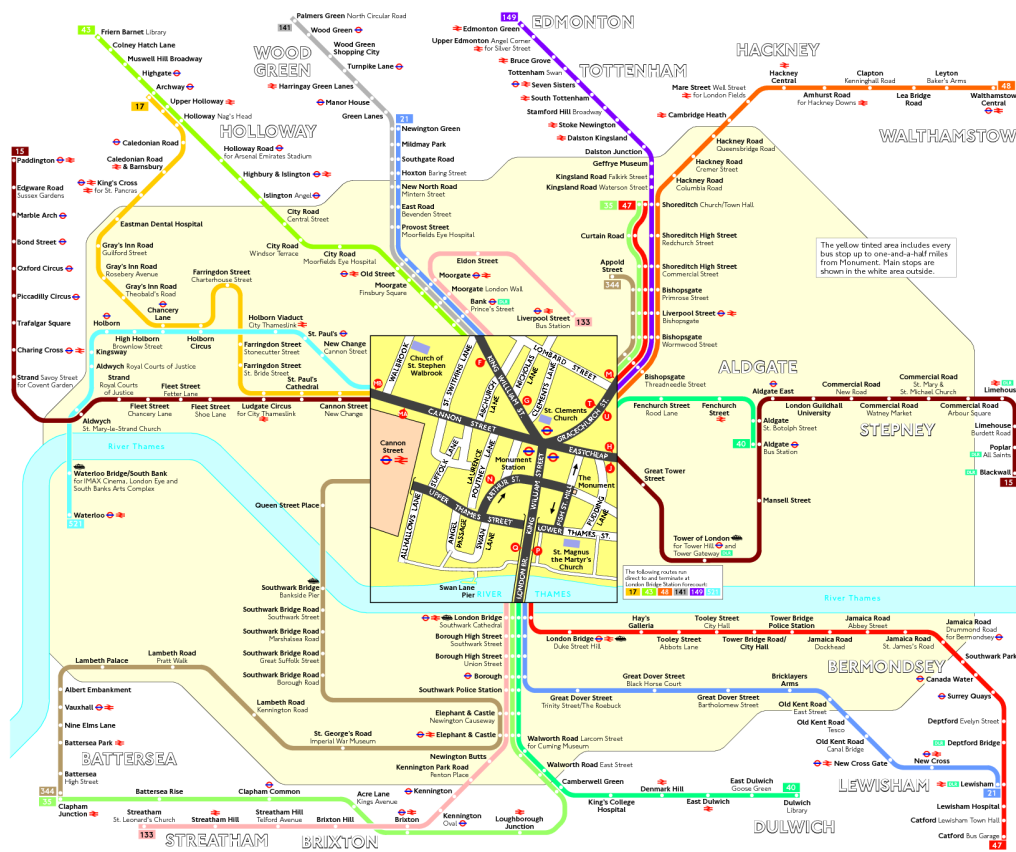 43
Friern Barnet Library
Colney Hatch Lane
Muswell Hill Broadway
Highgate
Archway
17
Upper Holloway
Holloway Nag's Head
HOLLOWAY
Caledonian Road
Caledonian Road
& Barnsbury
Holloway Road
for Arsenal Emirates Stadium
King's Cross
for St. Pancras
Highbury & Islington
Islington Angel
City Road
Central Street
Eastman Dental Hospital
Gray's Inn Road
Guilford Street
Gray's Inn Road
Rosebery Avenue
Gray's Inn Road
Theobald's Road
Farringdon Street
Charterhouse Street
City Road
Windsor Terrace
City Road
Moorfields Eye Hospital
Old Street
Moorgate
Finsbury Square
Palmers Green North Circular Road
141
Wood Green
WOOD
GREEN
Wood Green
Shopping City
Turnpike Lane
Harringay Green Lanes
Manor House
Green Lanes
21
Newington Green
Mildmay Park
Southgate Road
Hoxton Baring Street
New North Road
Mintern Street
East Road
Bevenden Street
Provost Street
Moorfields Eye Hospital
Eldon Street
Moorgate
Moorgate London Wall
Bank DLR
Prince's Street
Liverpool Street
Bus Station
133
149
EDMONTON
Edmonton Green
Upper Edmonton Angel Corner
for Silver Street
Bruce Grove
TOTTENHAM
Tottenham Swan
Seven Sisters
South Tottenham
Stamford Hill Broadway
Stoke Newington
Dalston Kingsland
Dalston Junction
Geffrye Museum
Kingsland Road Falkirk Street
Kingsland Road Waterson Street
35
47
Shoreditch Church/Town Hall
Curtain Road
Shoreditch High Street
Redchurch Street
Appold
Street
344
Shoreditch High Street
Commercial Street
Bishopsgate
Primrose Street
Liverpool Street
Bishopsgate
Bishopsgate
Wormwood Street
Bishopsgate
Threadneedle Street
HACKNEY
Mare Street Well Street
for London Fields
Hackney
Central
Clapton
Kenninghall Road
Leyton
Baker's Arms
48
Amhurst Road
for Hackney Downs
Lea Bridge
Road
Walthamstow
Central
WALTHAMSTOW
Cambridge Heath
Hackney Road
Queensbridge Road
Hackney Road
Cremer Street
Hackney Road
Columbia Road
The yellow tinted area includes every
bus stop up to one-and-a-half miles
from Monument. Main stops are
shown in the white area outside.
15
Paddington
Edgware Road
Sussex Gardens
Marble Arch
Bond Street
Oxford Circus
Piccadilly Circus
Trafalgar Square
Charing Cross
Strand Savoy Street
for Covent Garden
Holborn
Chancery
Lane
High Holborn
Brownlow Street
Holborn
Circus
Kingsway
Aldwych Royal Courts of Justice
Holborn Viaduct
City Thameslink
St. Paul's
New Change
Cannon Street
Farringdon Street
Stonecutter Street
Farringdon Street
St. Bride Street
St. Paul's
Cathedral
Strand
Royal Courts
of Justice
Fleet Street
Fetter Lane
Fleet Street
Chancery Lane
Fleet Street
Shoe Lane
Ludgate Circus
for City Thameslink
Cannon Street
New Change
Aldwych
St. Mary-le-Strand Church
River Thames
Waterloo Bridge/South Bank
for IMAX Cinema, London Eye and
South Banks Arts Complex
Waterloo
521
WALBROOK
Church of
St. Stephen
Walbrook
ST. SWITHINS LANE
ABCHURCH
LANE
KING WILLIAM ST.
NICHOLAS
LANE
CLEMENTS LANE
LOMBARD STREET
F
G
M
T
U
H
J
N
Q
P
MB
MA
CANNON STREET
St. Clements
Church
GRACECHURCH ST.
EASTCHEAP
Cannon
Street
SUFFOLK LANE
LAURENCE
POUTNEY LANE
Monument
Station
ARTHUR ST.
KING WILLIAM STREET
The
Monument
FISH ST. HILL
PUDDING
LANE
UPPER THAMES STREET
LOWER THAMES ST.
ALLHALLOWS LANE
ANGEL
PASSAGE
SWAN
LANE
St. Magnus
the Martyr's
Church
Swan Lane
Pier
LONDON BR.
RIVER THAMES
The following routes run
direct to and terminate at
London Bridge Station forecourt:
17 43 48 141 149 521
ALDGATE
Fenchurch Street
Rood Lane
Fenchurch
Street
40
Aldgate East
Aldgate
St. Botolph Street
Aldgate
Bus Station
London Guildhall
University
Commercial Road
New Road
Commercial Road
Watney Market
Commercial Road
St. Mary &
St. Michael Church
Commercial Road
Arbour Square
STEPNEY
Limehouse
Limehouse
Burdett Road
Poplar
DLR All Saints
Blackwall
DLR
15
Great Tower
Street
Mansell Street
Tower of London
for Tower Hill and
Tower Gateway DLR
River Thames
Queen Street Place
Southwark Bridge
Bankside Pier
Southwark Bridge Road
Southwark Street
Southwark Bridge Road
Marshalsea Road
Southwark Bridge Road
Great Suffolk Street
Southwark Bridge Road
Borough Road
Lambeth Palace
Lambeth Road
Pratt Walk
Albert Embankment
Vauxhall
Nine Elms Lane
Battersea Park
BATTERSEA
Battersea
High Street
344
35
Clapham
Junction
Lambeth Road
Kennington Road
St. George's Road
Imperial War Museum
London Bridge
Southwark Cathedral
Borough High Street
Southwark Street
Borough High Street
Union Street
Borough
Southwark Police Station
Elephant & Castle
Newington Causeway
Elephant & Castle
Newington Butts
Kennington Park Road
Penton Place
Kennington
Kennington
Oval
Battersea Rise
Clapham Common
Acre Lane
Kings Avenue
Streatham
St. Leonard's Church
Streatham Hill
Streatham Hill
Telford Avenue
Brixton Hill
Brixton
133
STREATHAM
BRIXTON
Loughborough
Junction
London Bridge
Duke Street Hill
Hay's
Galleria
Tooley Street
Abbots Lane
Tooley Street
City Hall
Tower Bridge Road/
City Hall
Tower Bridge
Police Station
Jamaica Road
Dockhead
Jamaica Road
Abbey Street
Jamaica Road
St. James's Road
Jamaica Road
Drummond Road
for Bermondsey
Southwark Park
BERMONDSEY
Canada Water
Surrey Quays
Deptford Evelyn Street
DLR Deptford Bridge
Great Dover Street
Trinity Street/The Roebuck
Great Dover Street
Black Horse Court
Great Dover Street
Bartholomew Street
Bricklayers
Arms
Old Kent Road
East Street
Old Kent Road
Tesco
Old Kent Road
Canal Bridge
New Cross Gate
New Cross
LEWISHAM
DLR Lewisham
21
Lewisham Hospital
Catford Lewisham Town Hall
Catford Bus Garage
47
Walworth Road Larcom Street
for Cuming Museum
Walworth Road East Street
Camberwell Green
King's College
Hospital
Denmark Hill
East Dulwich
East Dulwich
Goose Green
40
Dulwich
Library
DULWICH